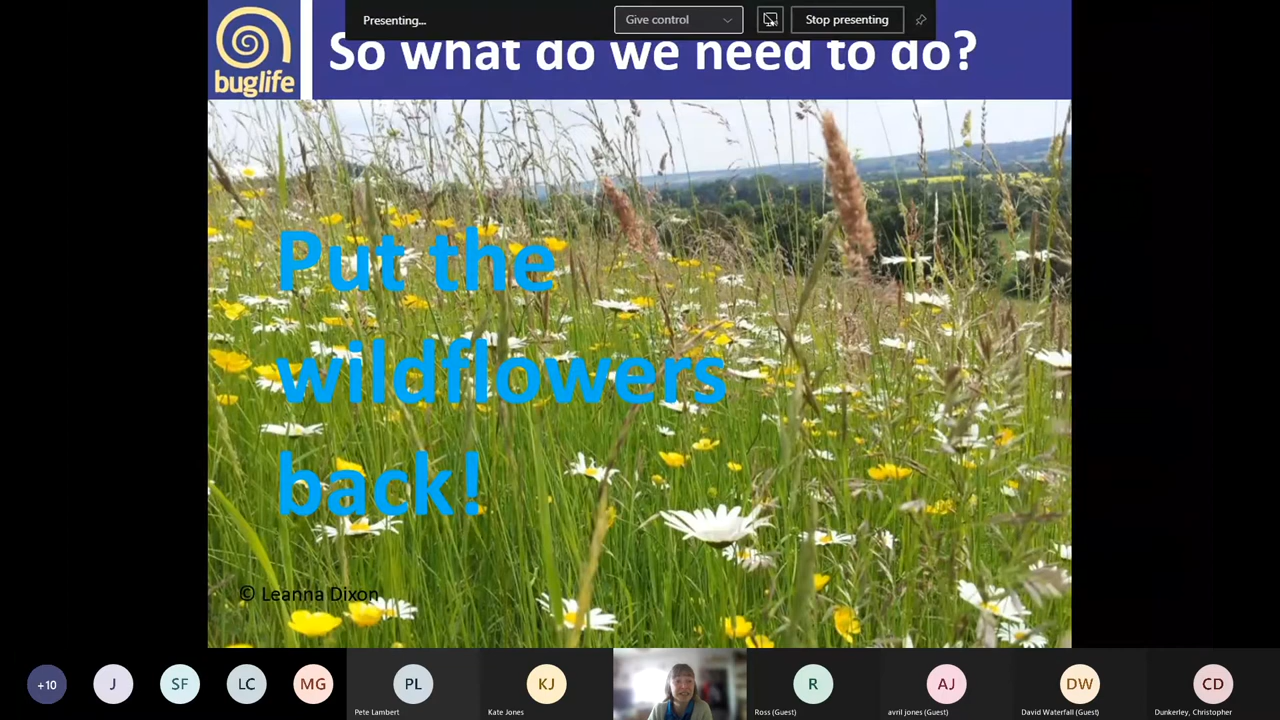 Presenting...
Give control
Stop presenting
So what do we need to do?
buglife
Put the
wildflowers
back!
© Leanna Dixon
+10
J
SF
LC
MG
PL
KJ
R
AJ
DW
CD
Pete Lambert
Kate Jones
Ross (Guest)
avril jones (Guest)
David Waterfall (Guest)
Dunkerley, Christopher